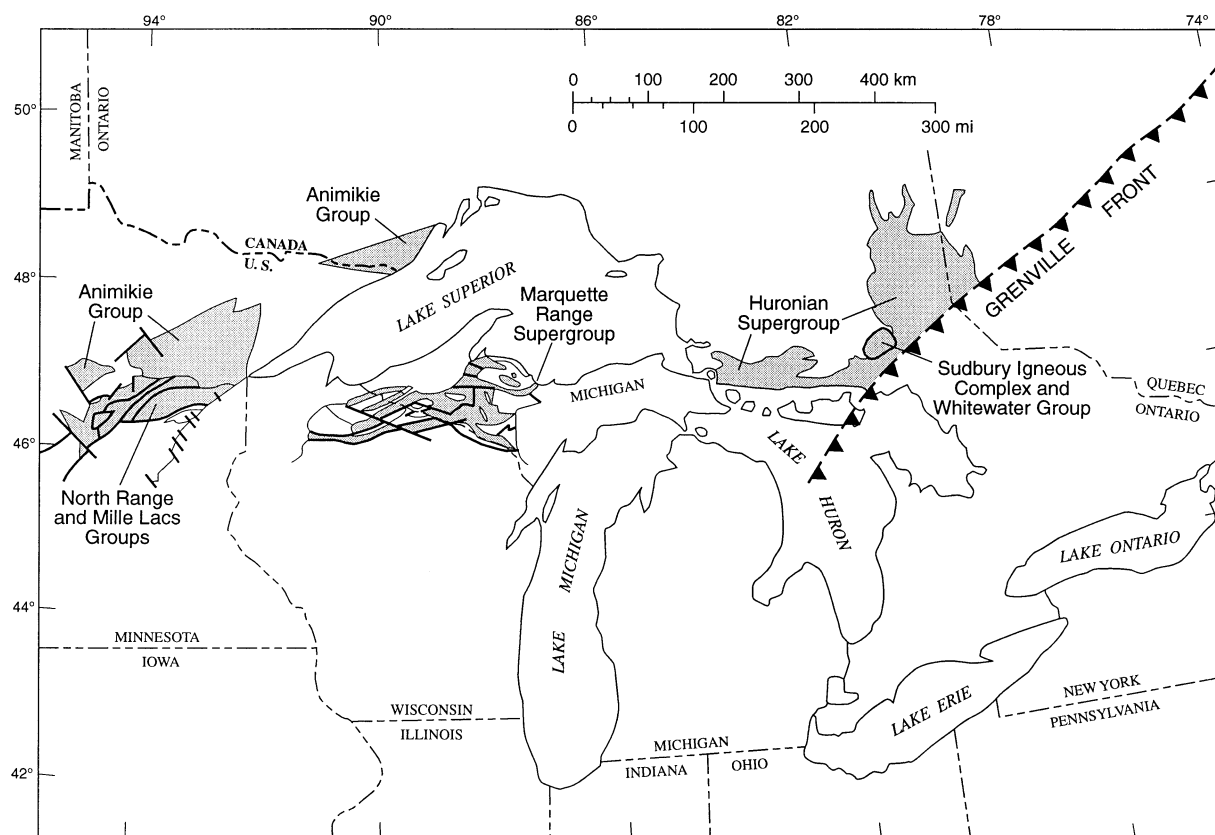 94°
90°
86°
82°
78°
74°
50°
48°
46°
44°
42°
0 100 200 300 400 km
0 100 200 300 mi
MANITOBA
ONTARIO
Animikie
Group
CANADA
U. S.
LAKE SUPERIOR
Animikie
Group
Marquette
Range
Supergroup
Huronian
Supergroup
GRENVILLE FRONT
Sudbury Igneous
Complex and
Whitewater Group
QUEBEC
ONTARIO
MICHIGAN
North Range
and Mille Lacs
Groups
LAKE HURON
LAKE MICHIGAN
LAKE ONTARIO
LAKE ERIE
MINNESOTA
IOWA
WISCONSIN
ILLINOIS
MICHIGAN
INDIANA
OHIO
NEW YORK
PENNSYLVANIA